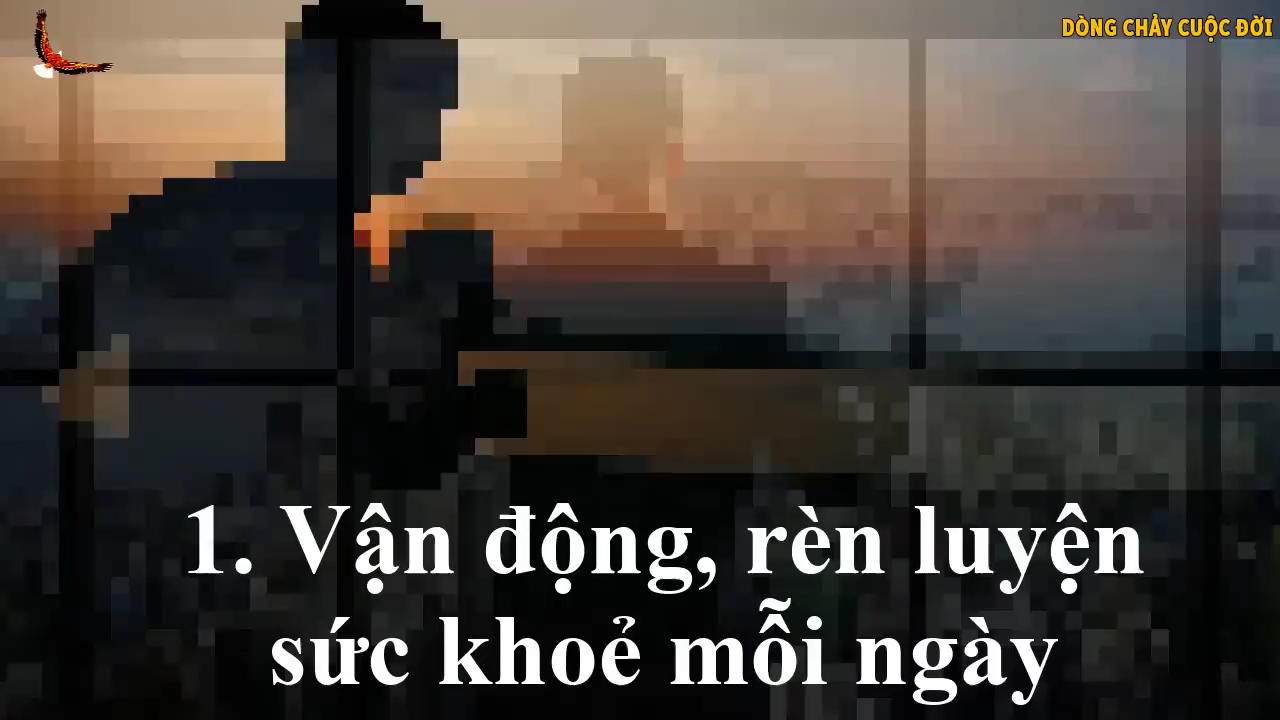 DÒNG CHẢY CUỘC ĐỜI
1. Vận động, rèn luyện
sức khoẻ mỗi ngày